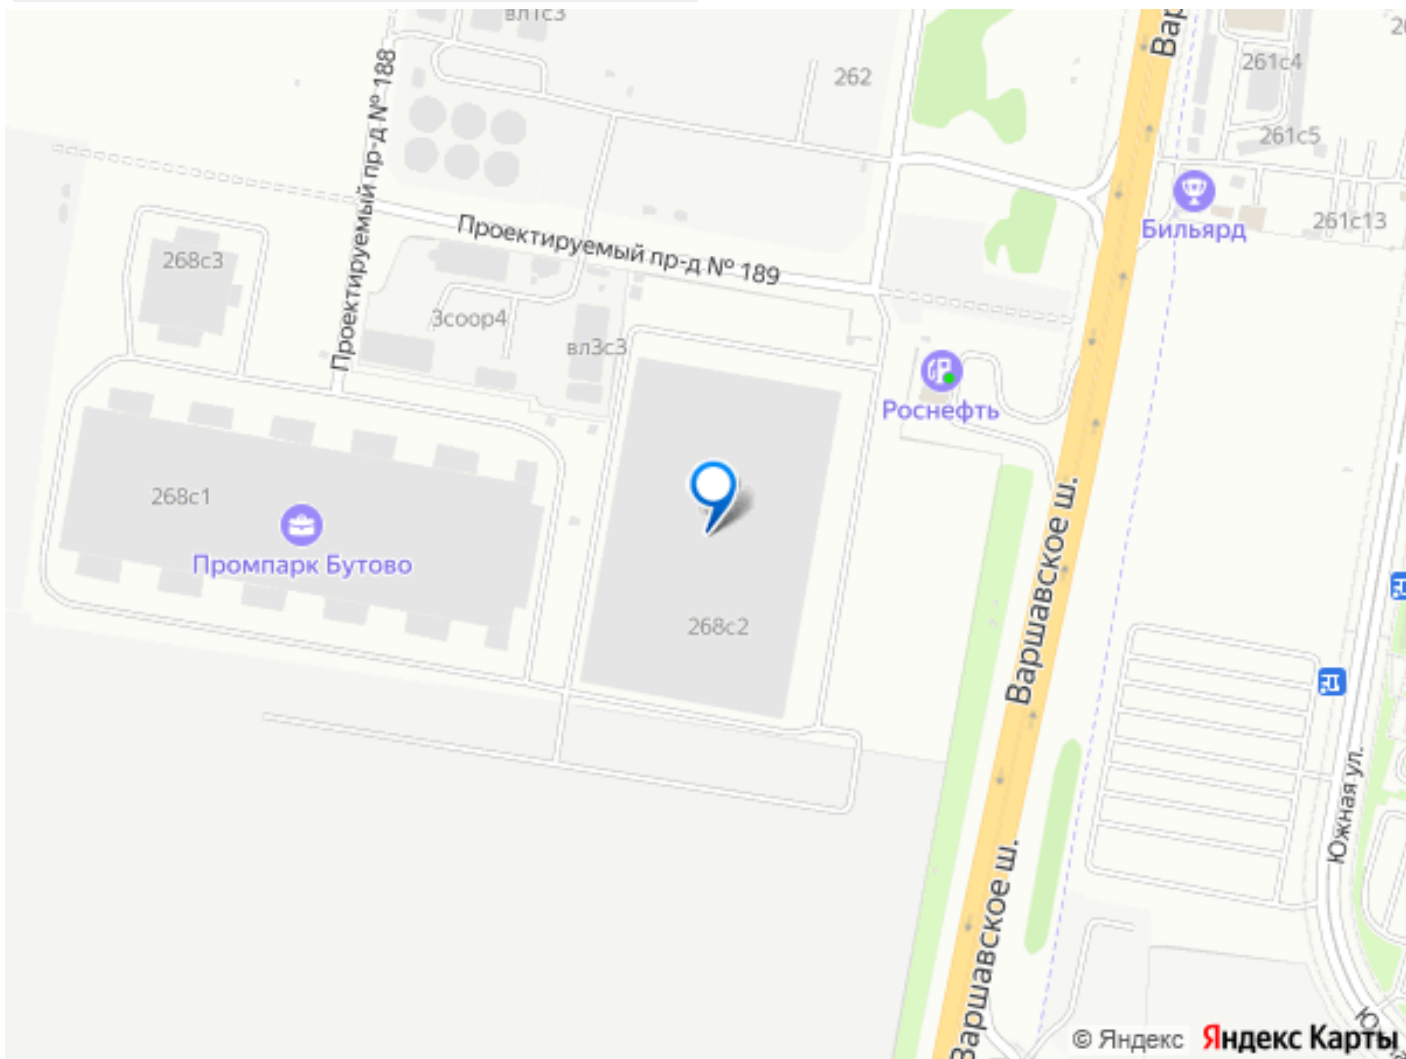 вл1с3
Вар
261с4
262
261с5
Проектируемый пр-д № 188
Бильярд
261с13
Проектируемый пр-д № 189
268с3
3соор4
вл3с3
Роснефть
268с1
Промпарк Бутово
268с2
Варшавское ш.
Южная ул.
Варшавское ш.
© Яндекс
Яндекс Карты